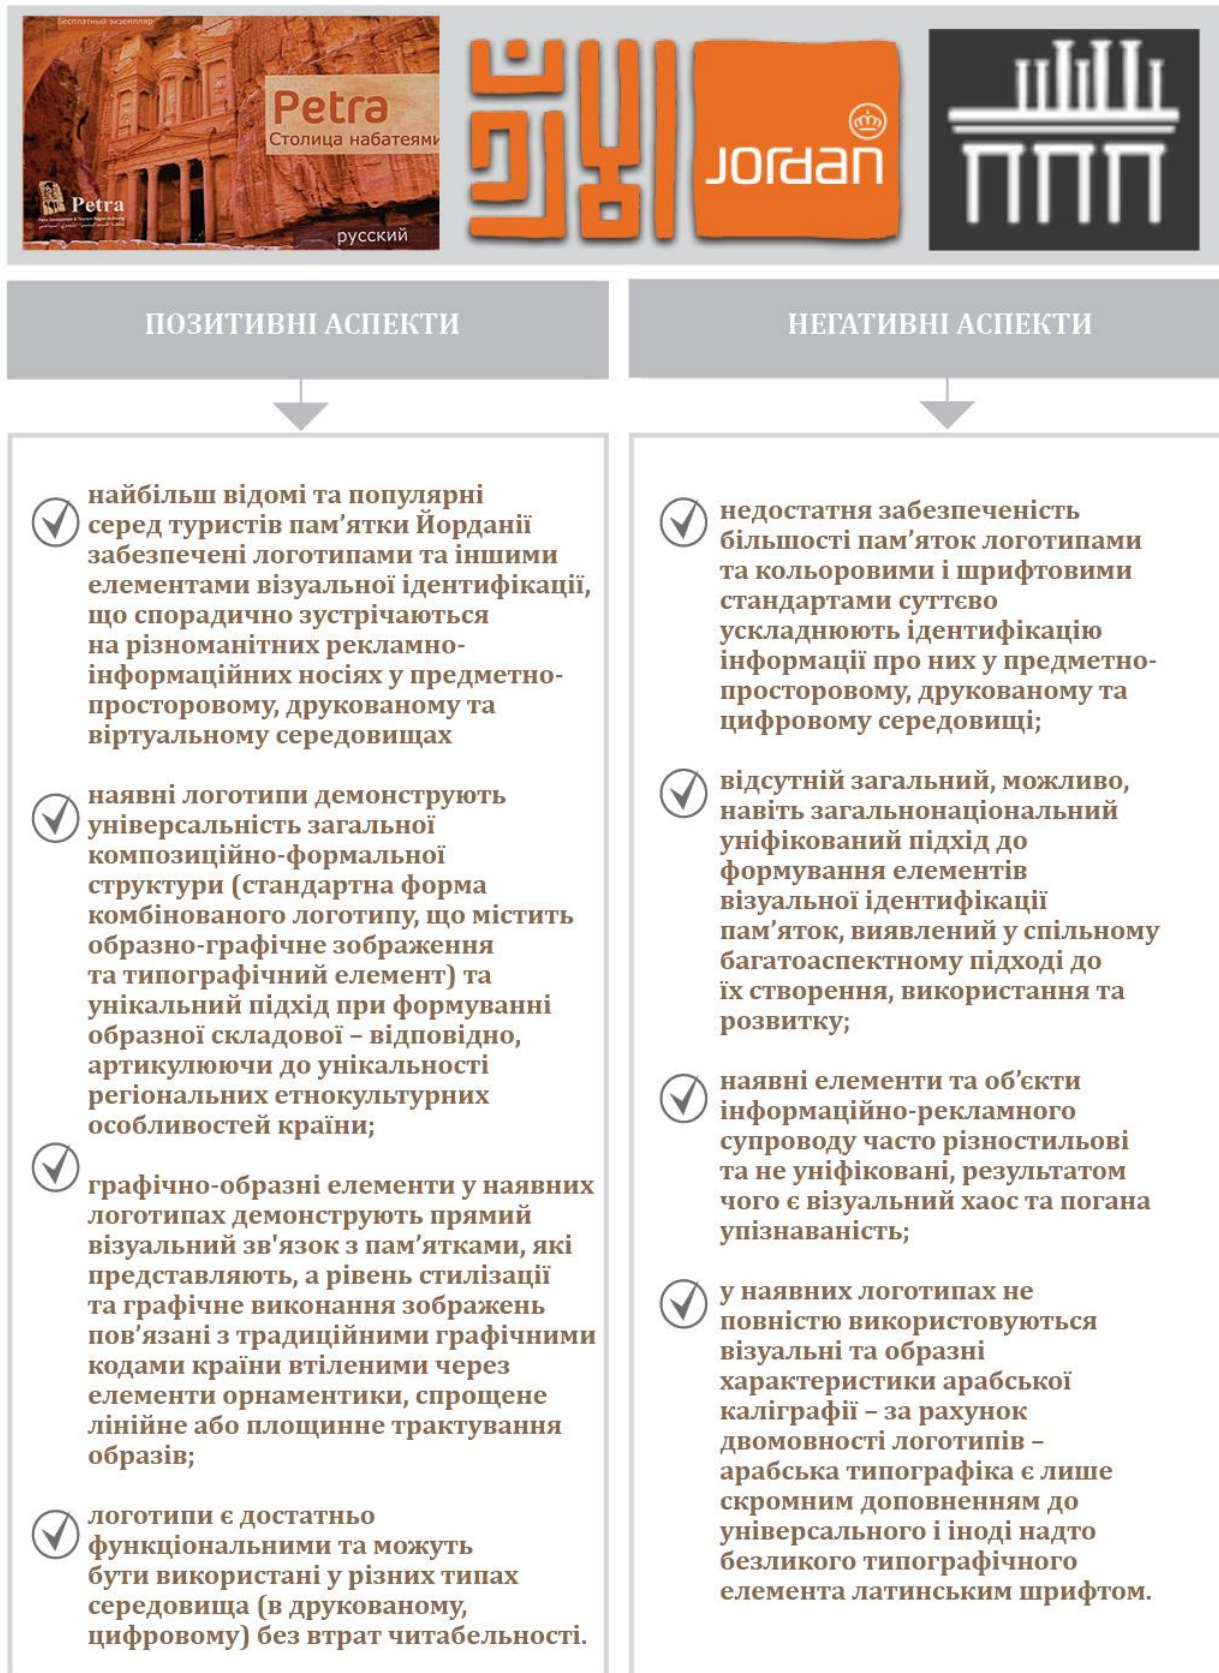 бесплатный экземпляр
Petra
Столица набатеями
Petra
русский
الأردن
Jordan
ПОЗИТИВНІ АСПЕКТИ
найбільш відомі та популярні
серед туристів пам’ятки Йорданії
забезпечені логотипами та іншими
елементами візуальної ідентифікації,
що спорадично зустрічаються
на різноманітних рекламно-
інформаційних носіях у предметно-
просторовому, друкованому та
віртуальному середовищах
наявні логотипи демонструють
універсальність загальної
композиційно-формальної
структури (стандартна форма
комбінованого логотипу, що містить
образно-графічне зображення
та типографічний елемент) та
унікальний підхід при формуванні
образної складової – відповідно,
артикулюючи до унікальності
регіональних етнокультурних
особливостей країни;
графічно-образні елементи у наявних
логотипах демонструють прямий
візуальний зв'язок з пам’ятками, які
представляють, а рівень стилізації
та графічне виконання зображень
пов’язані з традиційними графічними
кодами країни втіленими через
елементи орнаментики, спрощене
лінійне або площинне трактування
образів;
логотипи є достатньо
функціональними та можуть
бути використані у різних типах
середовища (в друкованому,
цифровому) без втрат читабельності.
НЕГАТИВНІ АСПЕКТИ
недостатня забезпеченість
більшості пам’яток логотипами
та кольоровими і шрифтовими
стандартами суттєво
ускладнюють ідентифікацію
інформації про них у предметно-
просторовому, друкованому та
цифровому середовищі;
відсутній загальний, можливо,
навіть загальнонаціональний
уніфікований підхід до
формування елементів
візуальної ідентифікації
пам’яток, виявлений у спільному
багатоаспектному підході до
їх створення, використання та
розвитку;
наявні елементи та об’єкти
інформаційно-рекламного
супроводу часто різностильові
та не уніфіковані, результатом
чого є візуальний хаос та погана
упізнаваність;
у наявних логотипах не
повністю використовуються
візуальні та образні
характеристики арабської
каліграфії – за рахунок
двомовності логотипів –
арабська типографіка є лише
скромним доповненням до
універсального і іноді надто
безликого типографічного
елемента латинським шрифтом.